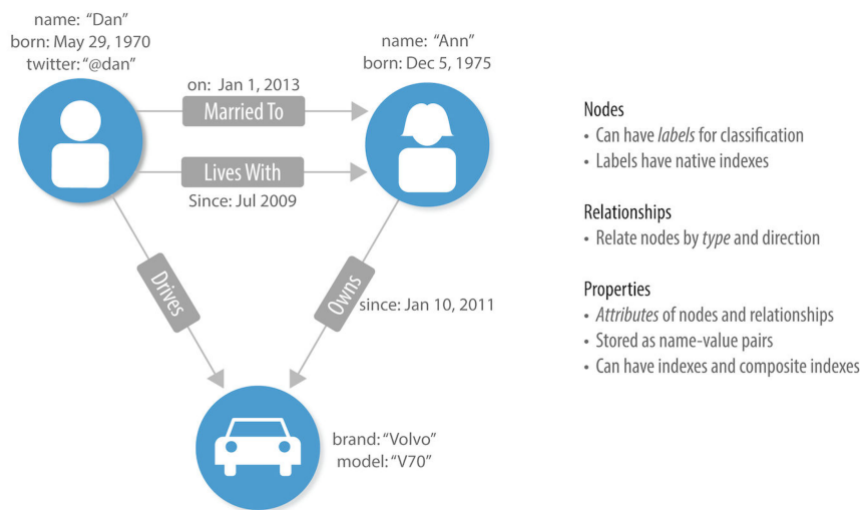 name: “Dan”
born: May 29, 1970
twitter: “@dan”
name: “Ann”
born: Dec 5, 1975
on: Jan 1, 2013
Married To
Lives With
Since: Jul 2009
Drives
Owns
since: Jan 10, 2011
brand: “Volvo”
model: “V70”
Nodes
• Can have labels for classification
• Labels have native indexes
Relationships
• Relate nodes by type and direction
Properties
• Attributes of nodes and relationships
• Stored as name-value pairs
• Can have indexes and composite indexes